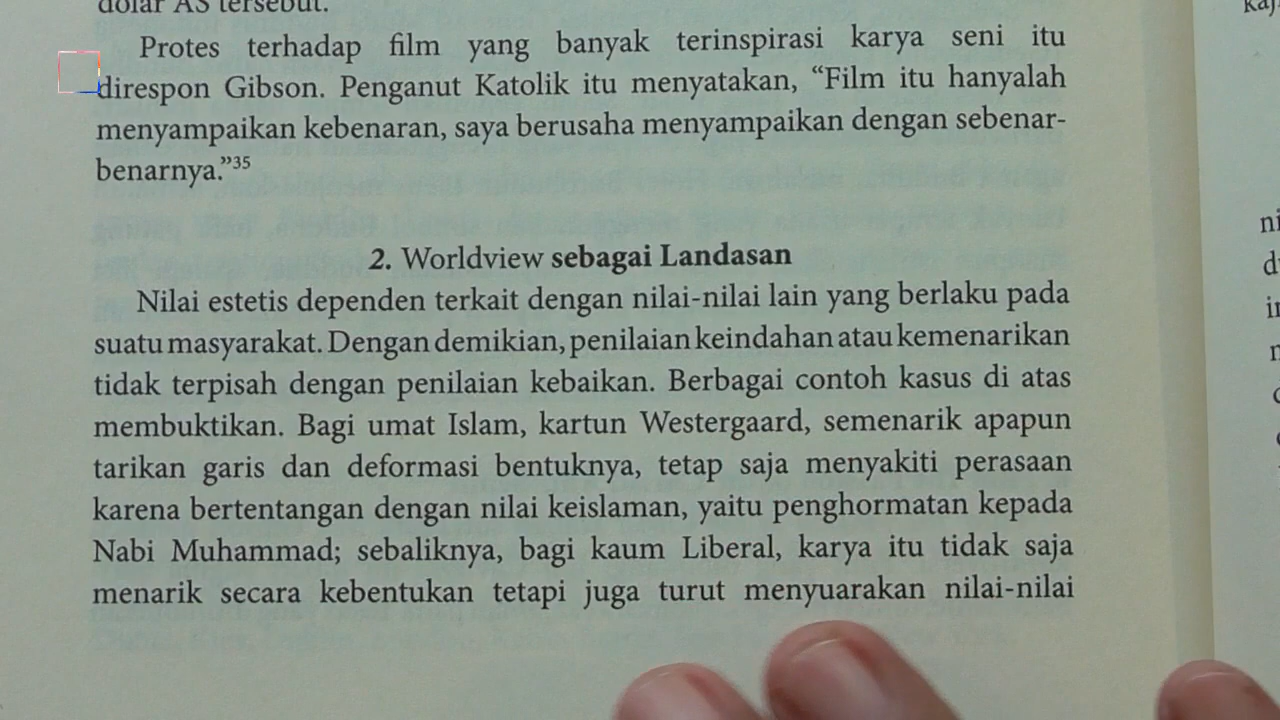 dolar AS tersebut.
Protes terhadap film yang banyak terinspirasi karya seni itu
direspon Gibson. Penganut Katolik itu menyatakan, “Film itu hanyalah
menyampaikan kebenaran, saya berusaha menyampaikan dengan sebenar-
benarnya.”35
2. Worldview sebagai Landasan
Nilai estetis dependen terkait dengan nilai-nilai lain yang berlaku pada
suatu masyarakat. Dengan demikian, penilaian keindahan atau kemenarikan
tidak terpisah dengan penilaian kebaikan. Berbagai contoh kasus di atas
membuktikan. Bagi umat Islam, kartun Westergaard, semenarik apapun
tarikan garis dan deformasi bentuknya, tetap saja menyakiti perasaan
karena bertentangan dengan nilai keislaman, yaitu penghormatan kepada
Nabi Muhammad; sebaliknya, bagi kaum Liberal, karya itu tidak saja
menarik secara kebentukan tetapi juga turut menyuarakan nilai-nilai